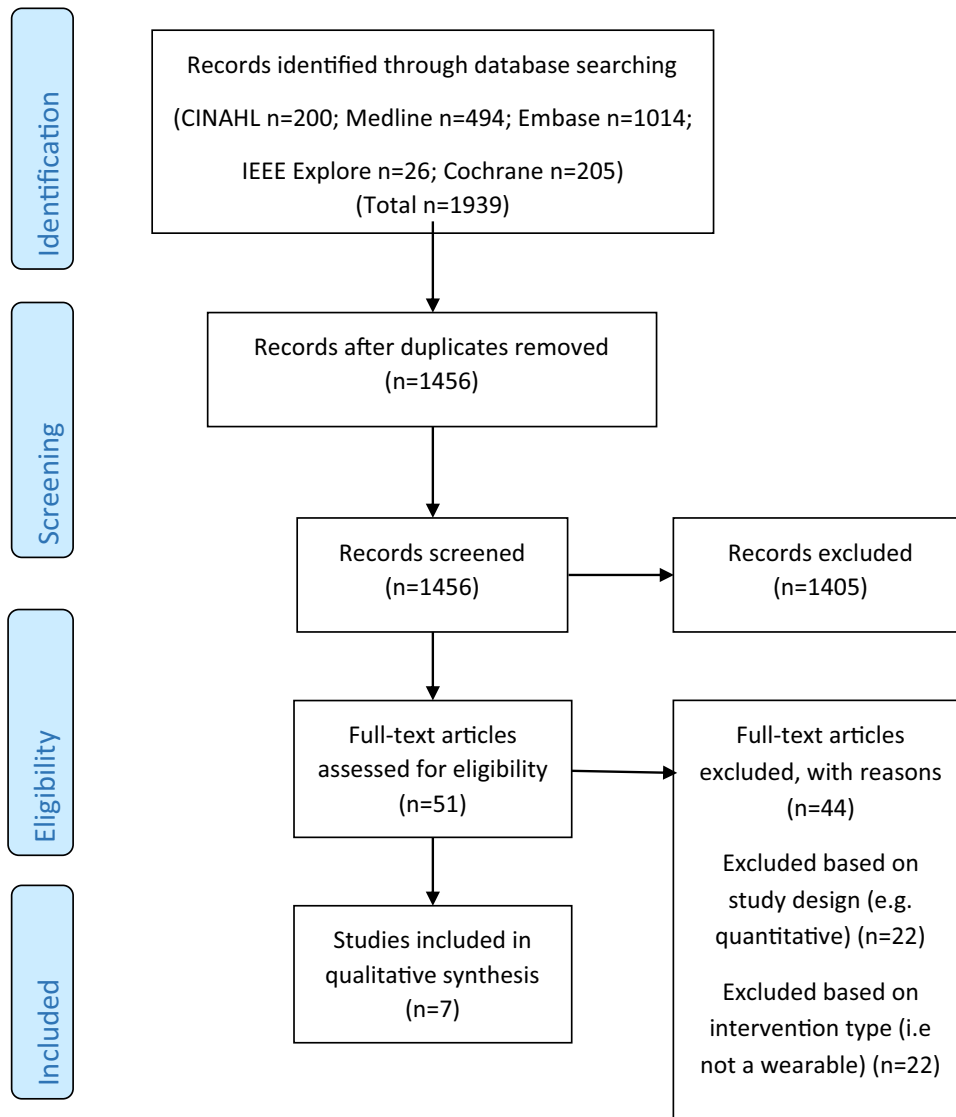 Identification
Records identified through database searching
(CINAHL n=200; Medline n=494; Embase n=1014;
IEEE Explore n=26; Cochrane n=205)
(Total n=1939)
Screening
Records after duplicates removed
(n=1456)
Records screened
(n=1456)
Records excluded
(n=1405)
Eligibility
Full-text articles
assessed for eligibility
(n=51)
Full-text articles
excluded, with reasons
(n=44)
Excluded based on
study design (e.g.
quantitative) (n=22)
Excluded based on
intervention type (i.e
not a wearable) (n=22)
Included
Studies included in
qualitative synthesis
(n=7)